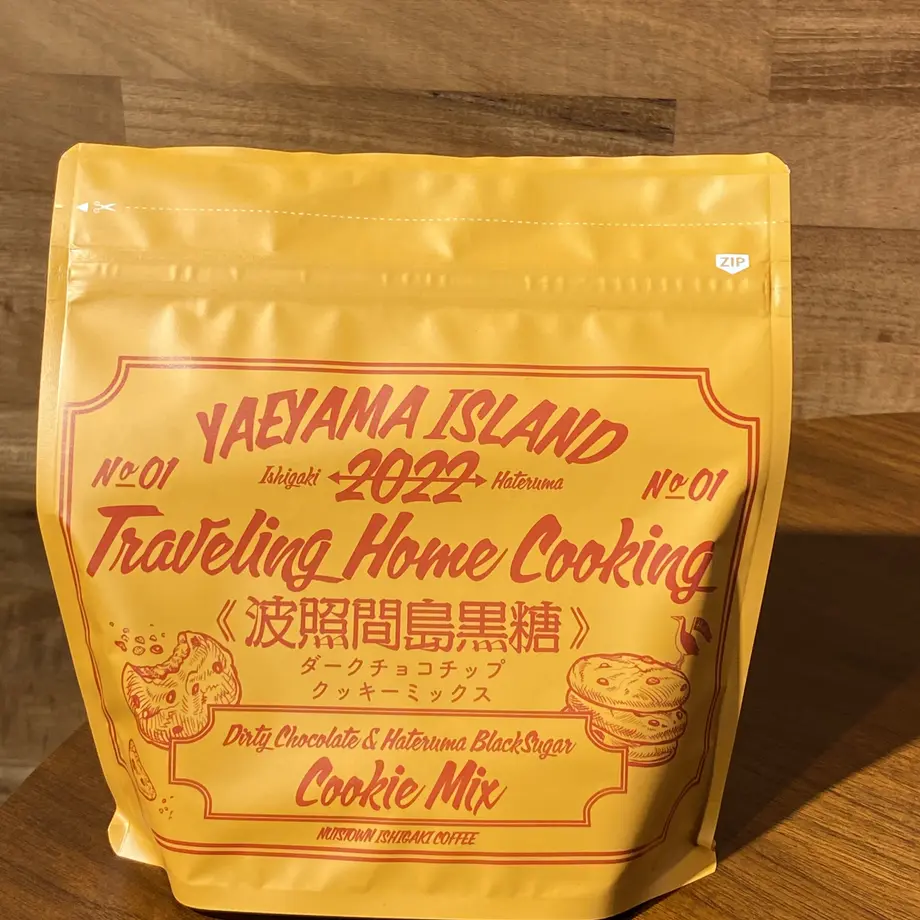 ZIP
YAEYAMA ISLAND
No 01 Ishigaki 2022 Hateruma No 01
Traveling Home Cooking
《波照間島黒糖》
ダークチョコチップ
クッキーミックス
Dirty Chocolate & Hateruma BlackSugar
Cookie Mix
NUTSTOWN ISHIGAKI COFFEE